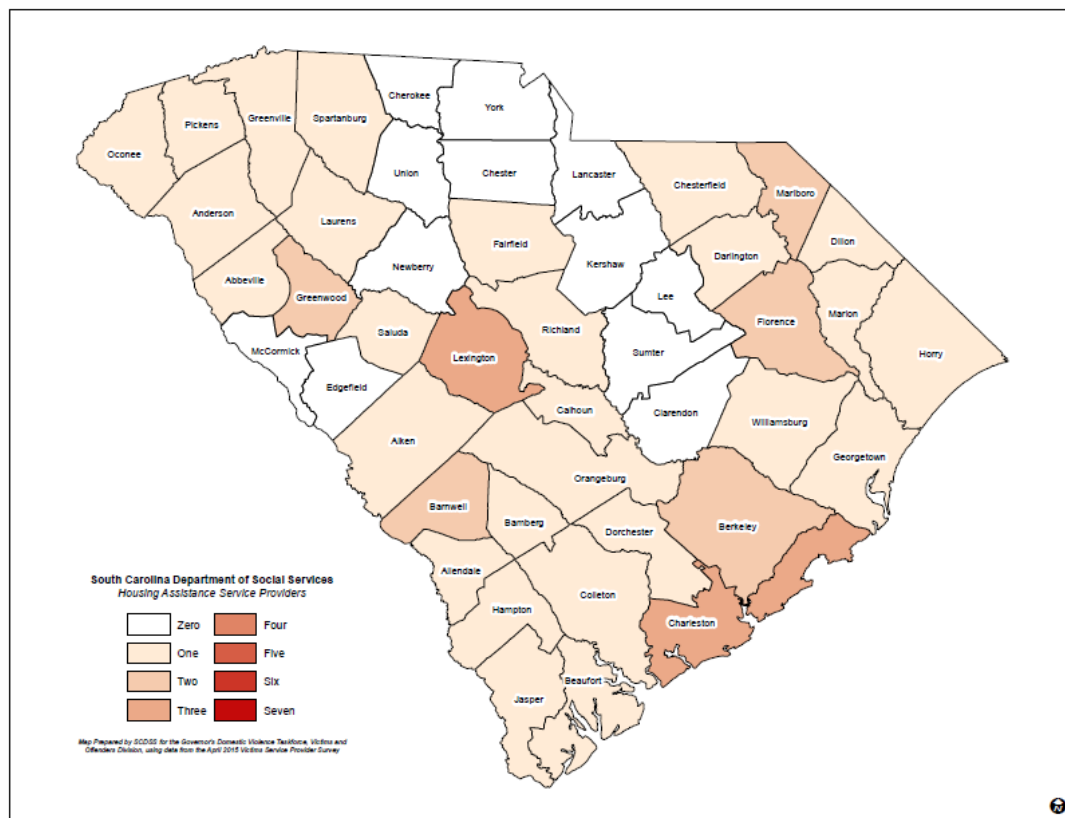 Cherokee
York
Spartanburg
Greenville
Pickens
Oconee
Union
Chester
Lancaster
Chesterfield
Marlboro
Anderson
Laurens
Fairfield
Kershaw
Darlington
Dillon
Newberry
Abbeville
Greenwood
Lee
Florence
Marion
Saluda
Richland
Horry
McCormick
Lexington
Sumter
Edgefield
Calhoun
Clarendon
Williamsburg
Aiken
Georgetown
Orangeburg
Barnwell
Bamberg
Dorchester
Berkeley
Allendale
Colleton
Hampton
Charleston
Beaufort
Jasper
South Carolina Department of Social Services
Housing Assistance Service Providers
Zero
Four
One
Five
Two
Six
Three
Seven
Map Prepared by SCDSS for the Governor's Domestic Violence Taskforce, Victims and
Offenders Division, using data from the April 2015 Victims Service Provider Survey
N